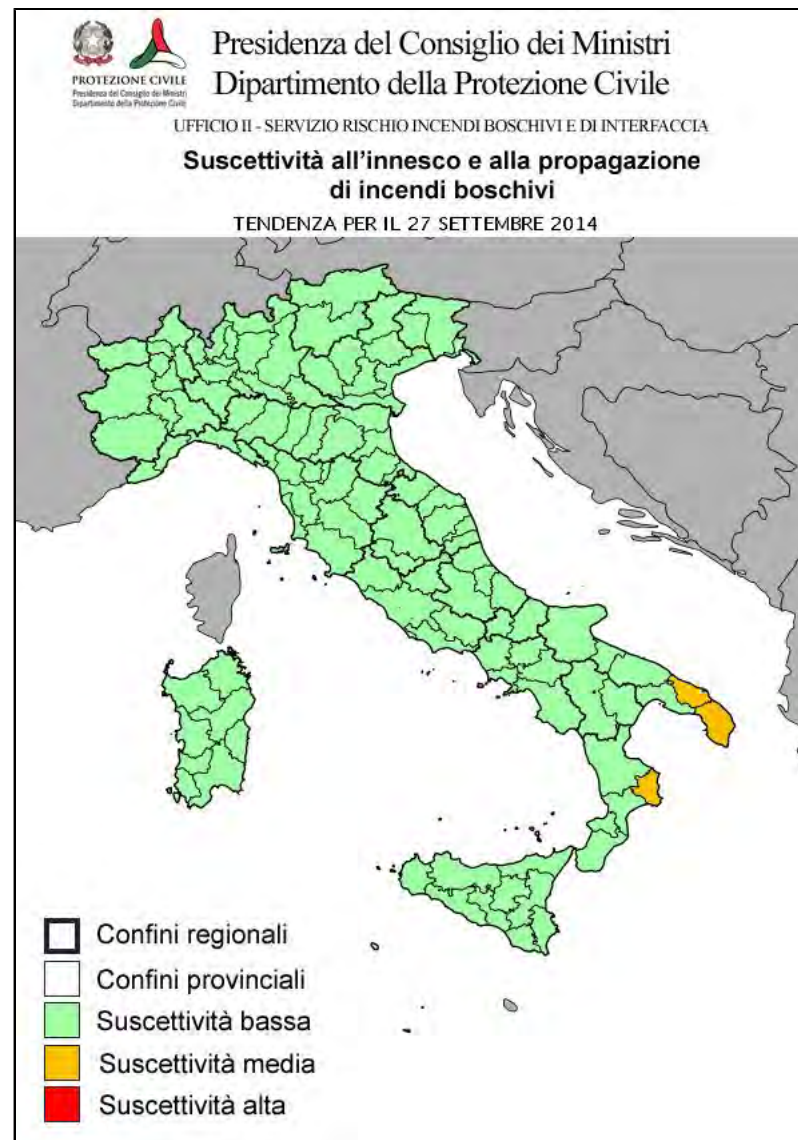 Presidenza del Consiglio dei Ministri
Dipartimento della Protezione Civile
PROTEZIONE CIVILE
Presidenza del Consiglio dei Ministri
Dipartimento della Protezione Civile
UFFICIO II - SERVIZIO RISCHIO INCENDI BOSCHIVI E DI INTERFACCIA
Suscettività all'innesco e alla propagazione
di incendi boschivi
TENDENZA PER IL 27 SETTEMBRE 2014
Confini regionali
Confini provinciali
Suscettività bassa
Suscettività media
Suscettività alta